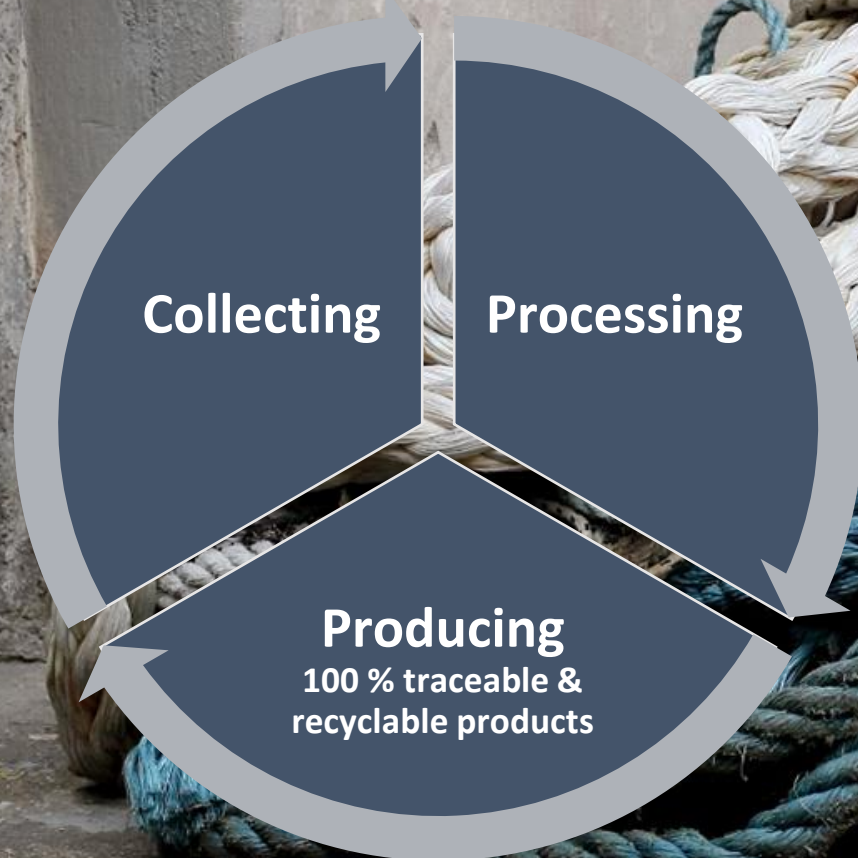 Collecting
Processing
Producing
100 % traceable &
recyclable products